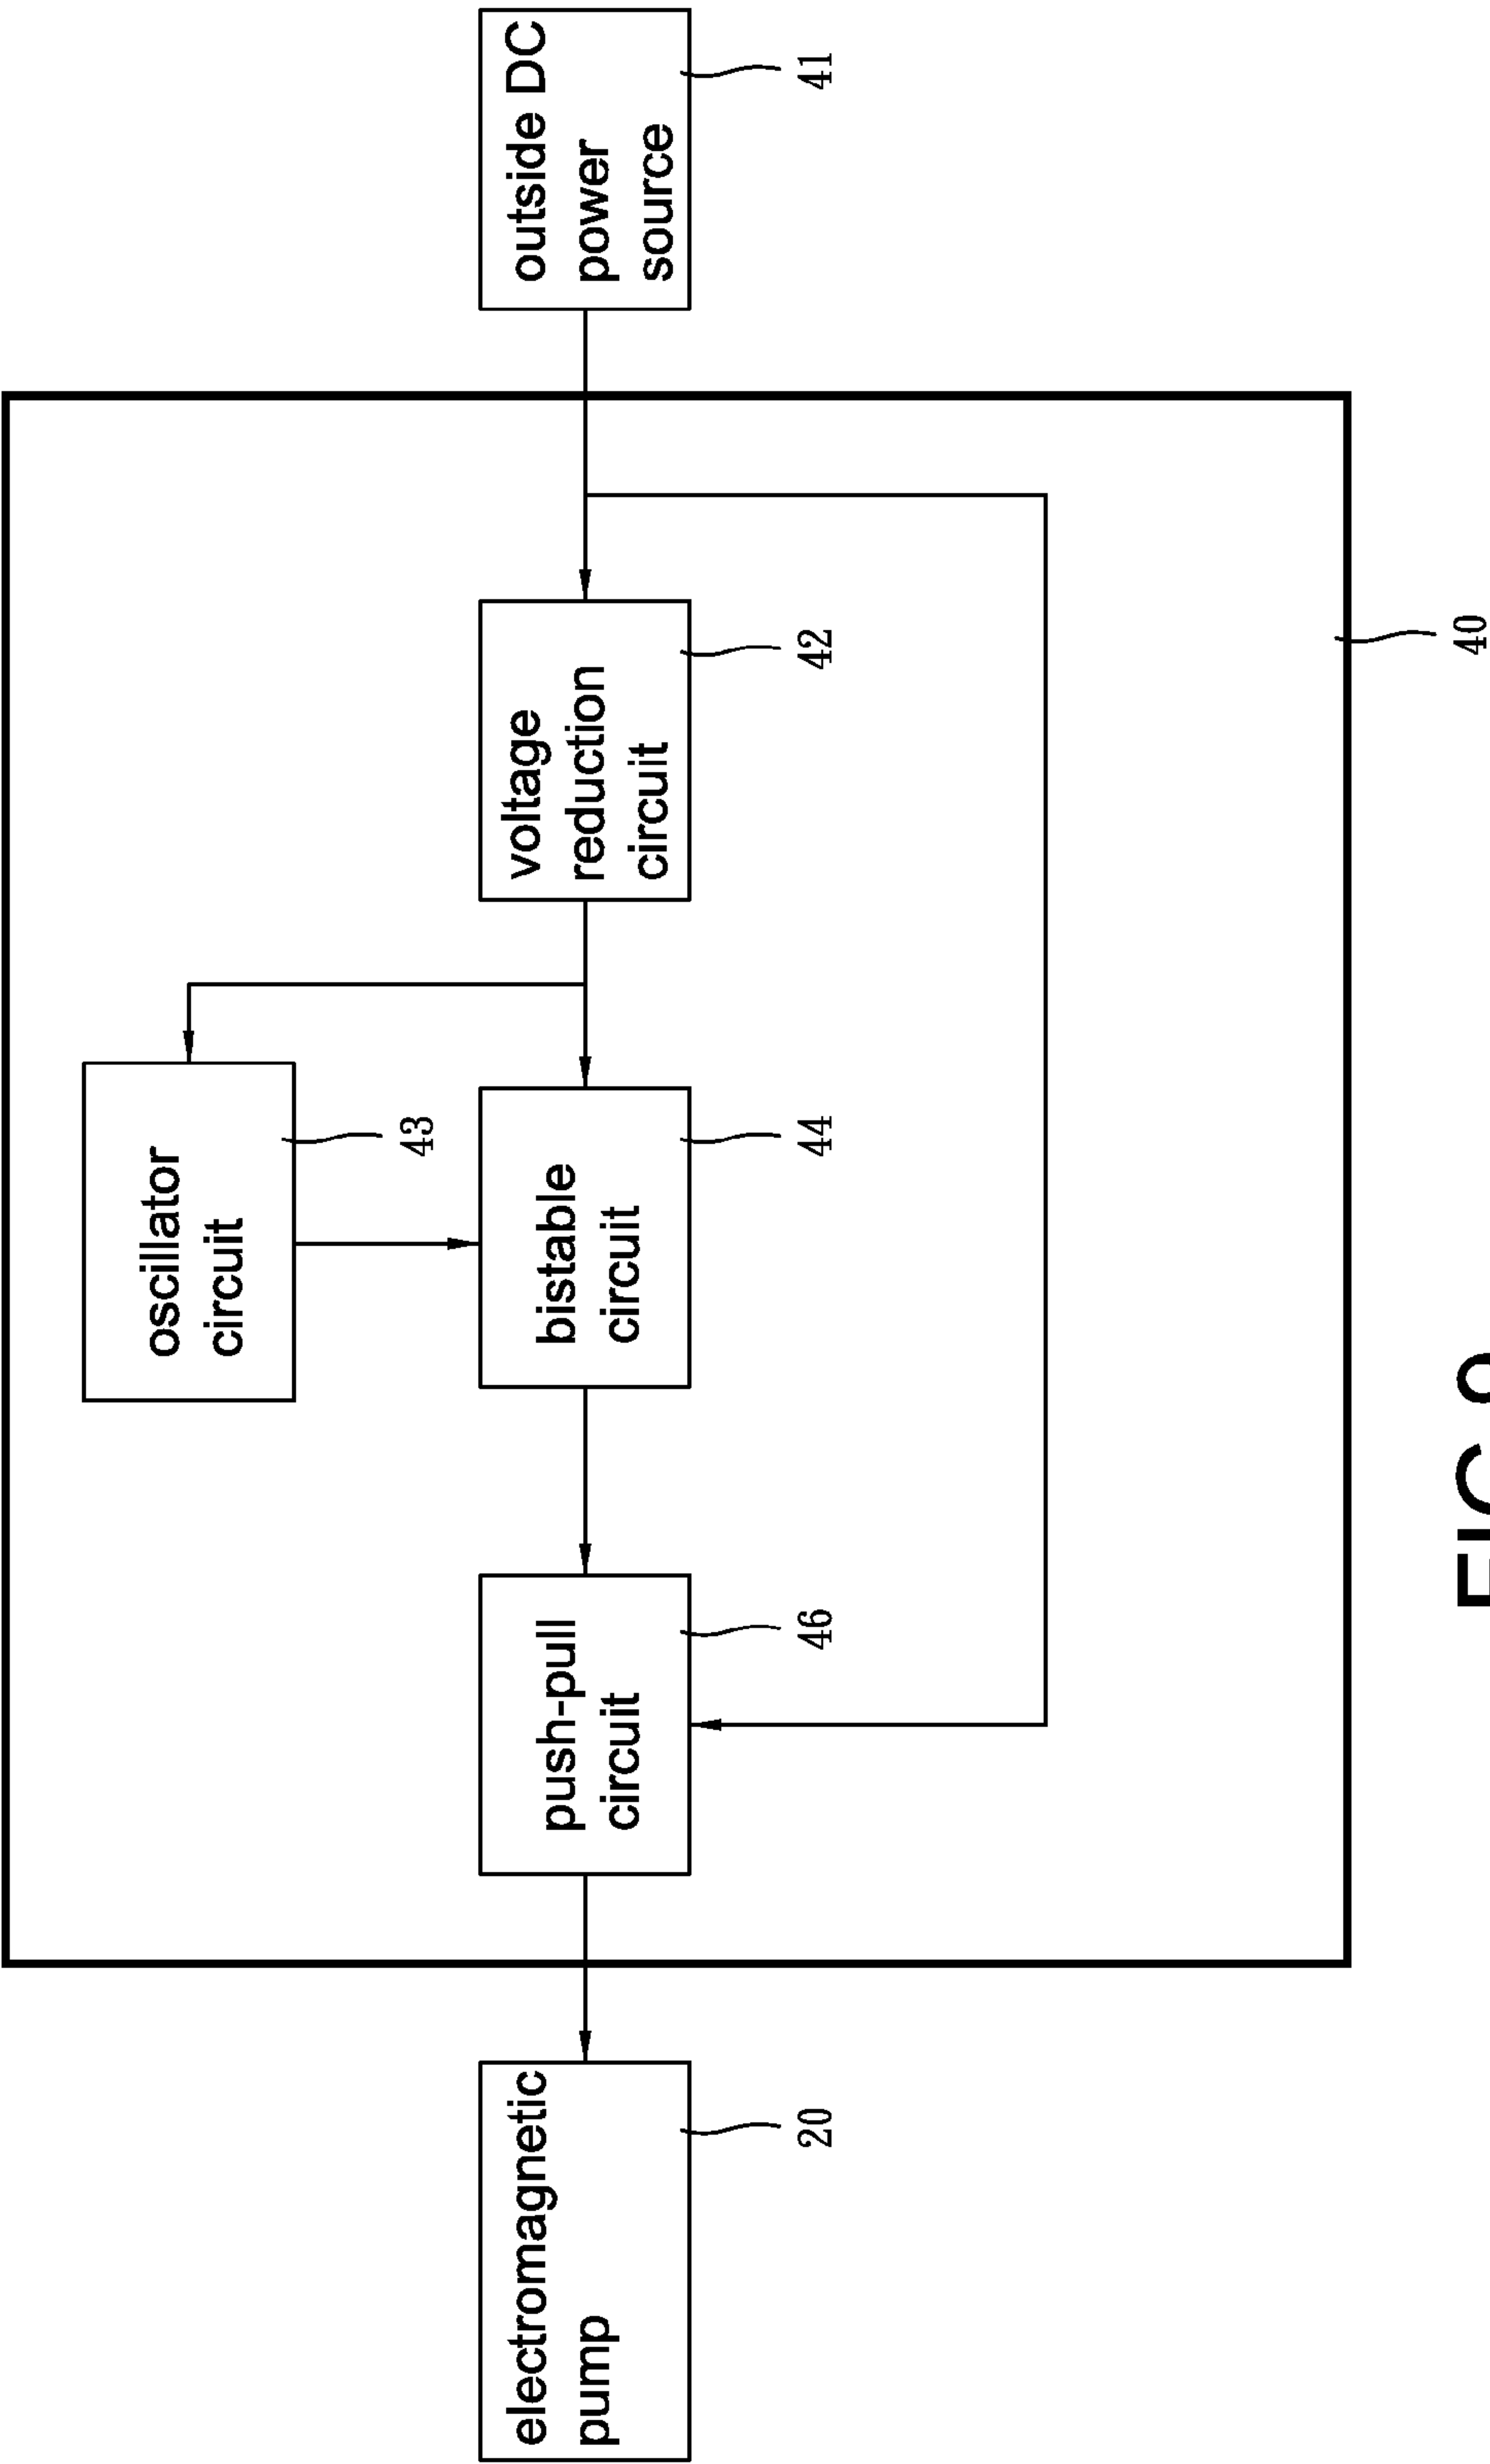 oscillator
circuit
43
electromagnetic
pump
20
push-pull
circuit
46
bistable
circuit
44
voltage
reduction
circuit
42
outside DC
power
source
41
40
FIG